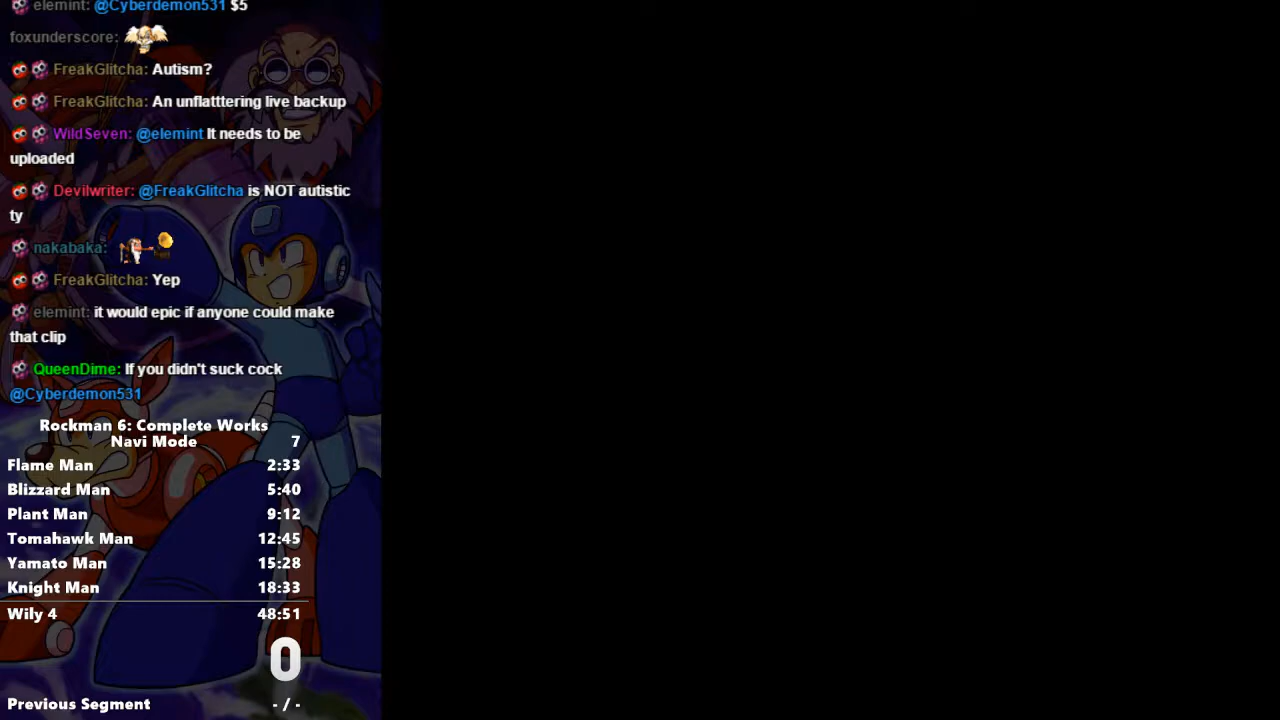 elemint: @Cyberdemon531 $5
foxunderscore:
FreakGlitcha: Autism?
FreakGlitcha: An unflatttering live backup
WildSeven: @elemint It needs to be
uploaded
Devilwriter: @FreakGlitcha is NOT autistic
ty
nakabaka:
FreakGlitcha: Yep
elemint: it would epic if anyone could make
that clip
QueenDime: If you didn't suck cock
@Cyberdemon531
Rockman 6: Complete Works
Navi Mode 7
Flame Man 2:33
Blizzard Man 5:40
Plant Man 9:12
Tomahawk Man 12:45
Yamato Man 15:28
Knight Man 18:33
Wily 4 48:51
0
Previous Segment - / -